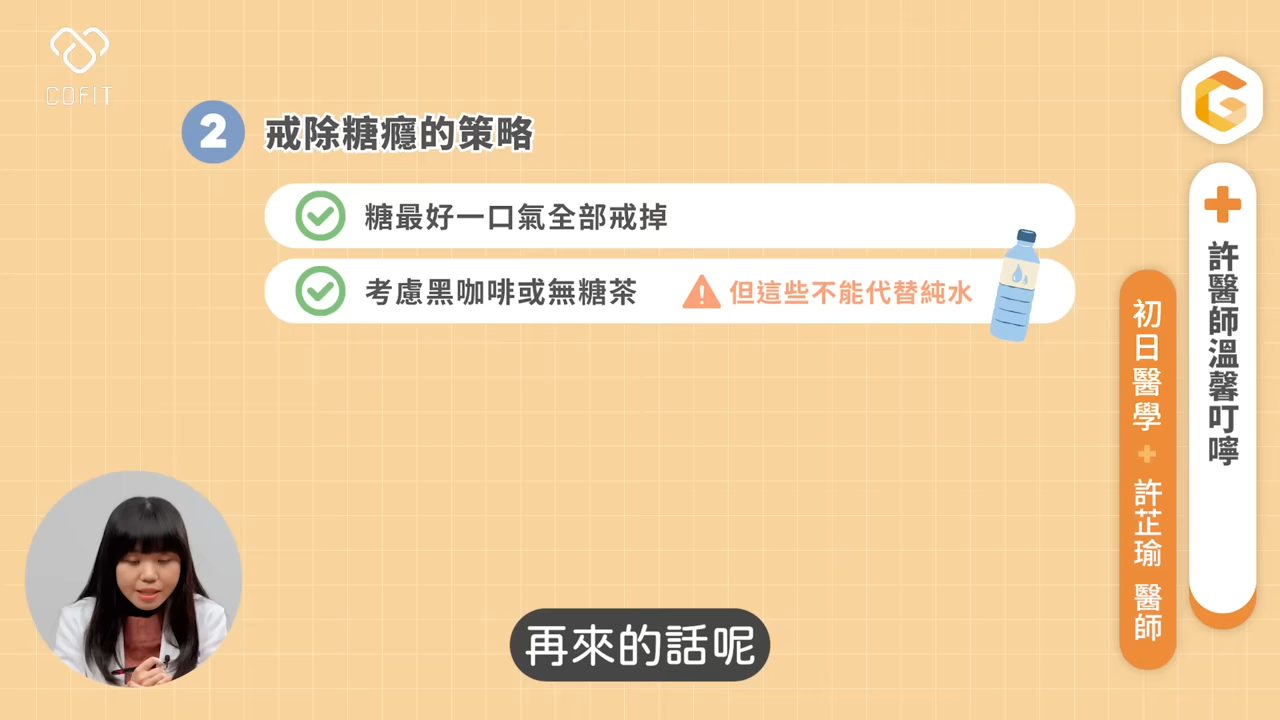 COFIT
2 戒除糖癮的策略
糖最好一口氣全部戒掉
考慮黑咖啡或無糖茶 但這些不能代替純水
許醫師溫馨叮嚀
初日醫學 + 許芷瑜 醫師
再來的話呢